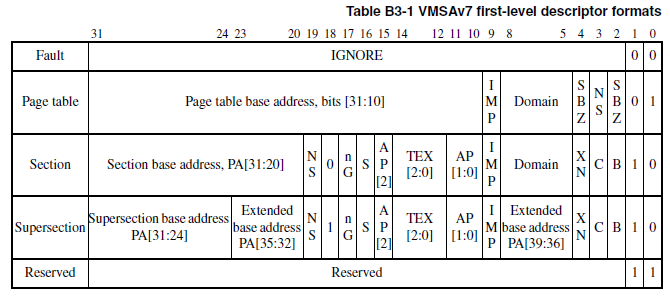 Table B3-1 VMSAv7 first-level descriptor formats
31 24 23 20 19 18 17 16 15 14 12 11 10 9 8 5 4 3 2 1 0
Fault IGNORE 0 0
Page table Page table base address, bits [31:10] IMP Domain SBZ NS SBZ 0 1
Section Section base address, PA[31:20] NS 0 nG S AP[2] TEX [2:0] AP [1:0] IMP Domain XN C B 1 0
Supersection Supersection base address PA[31:24] Extended base address PA[35:32] NS 1 nG S AP[2] TEX [2:0] AP [1:0] IMP Extended base address PA[39:36] XN C B 1 0
Reserved Reserved 1 1